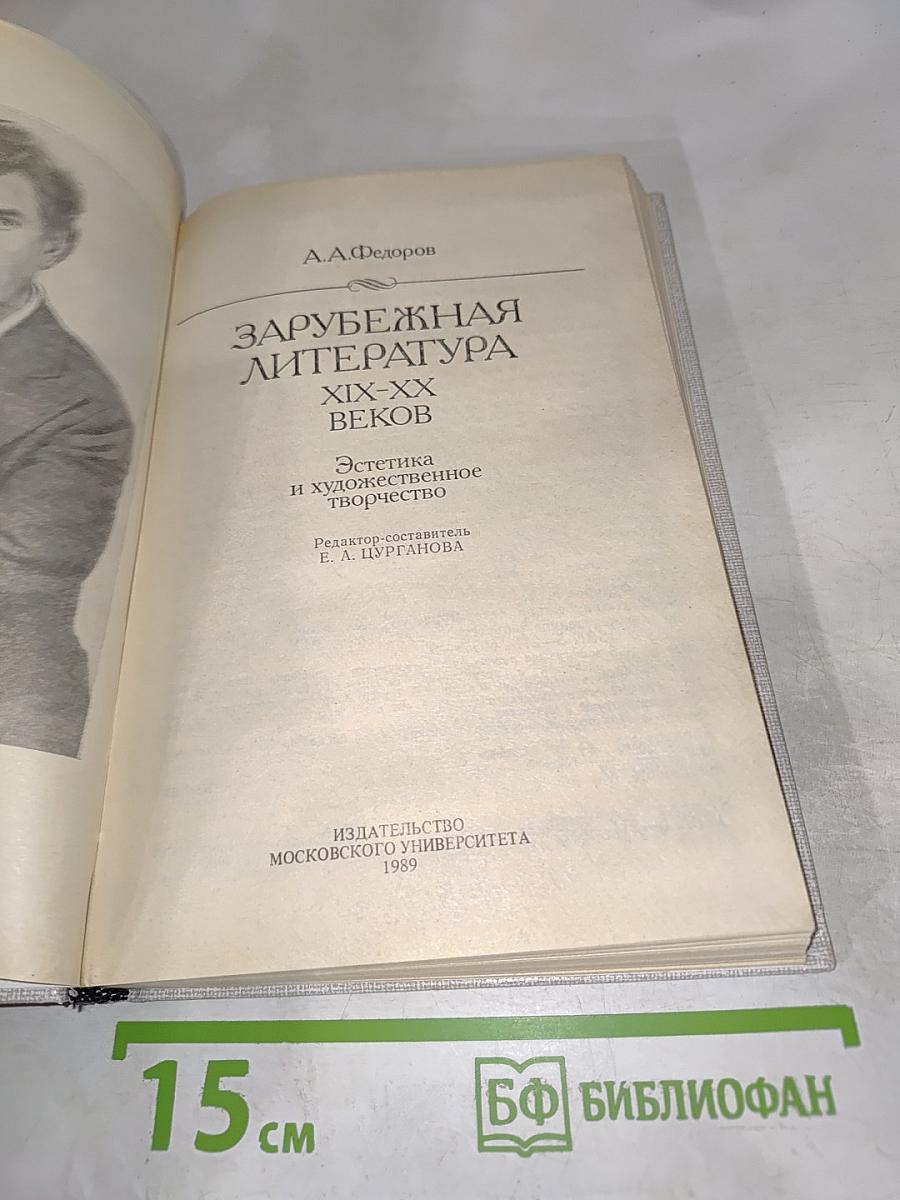 А.А.Федоров
ЗАРУБЕЖНАЯ
ЛИТЕРАТУРА
XIX-XX
ВЕКОВ
Эстетика
и художественное
творчество
Редактор-составитель
Е. А. ЦУРГАНОВА
ИЗДАТЕЛЬСТВО
МОСКОВСКОГО УНИВЕРСИТЕТА
1989
15 см
БФ БИБЛИОФАН